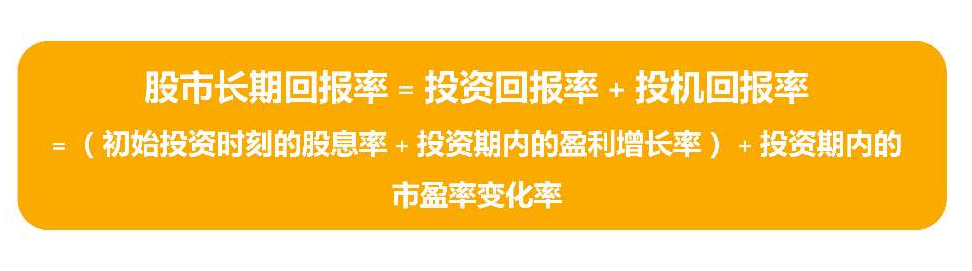 股市长期回报率 = 投资回报率 + 投机回报率
= （初始投资时刻的股息率 + 投资期内的盈利增长率） + 投资期内的
市盈率变化率